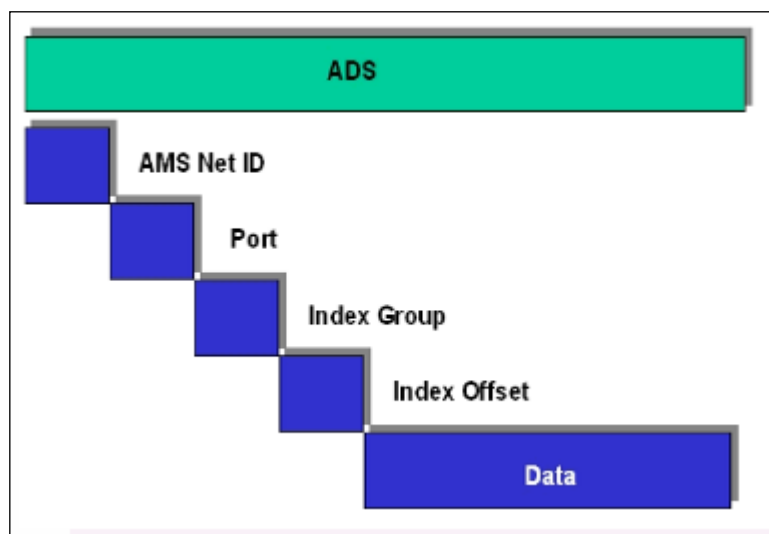 ADS
AMS Net ID
Port
Index Group
Index Offset
Data